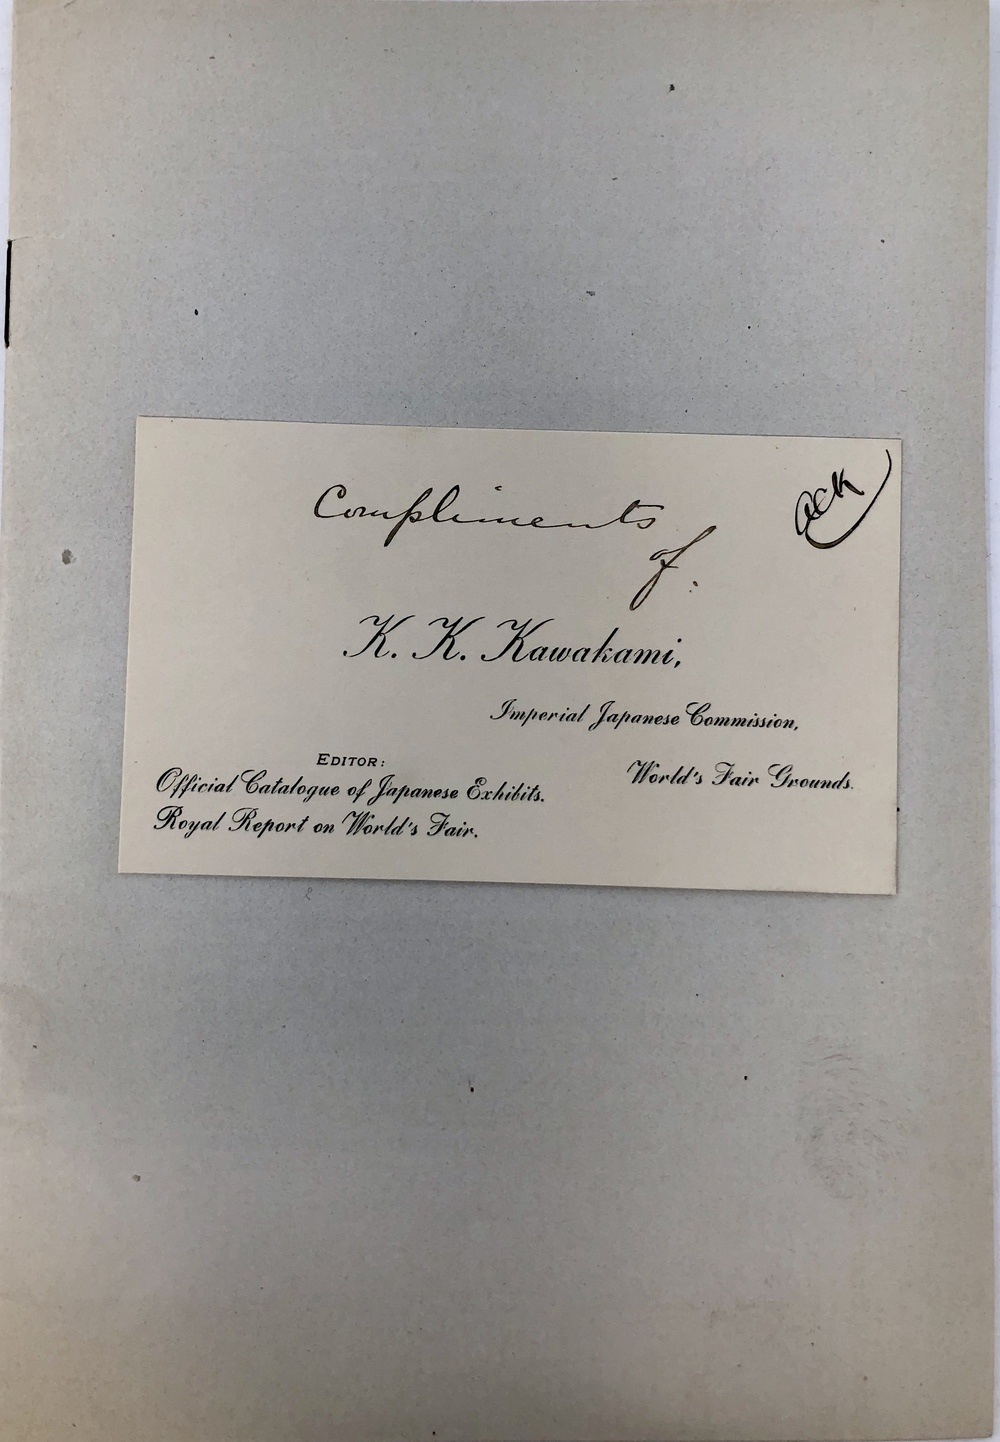 ack
Compliments
of:
K. K. Kawakami,
Imperial Japanese Commission,
World's Fair Grounds.
EDITOR:
Official Catalogue of Japanese Exhibits.
Royal Report on World's Fair.